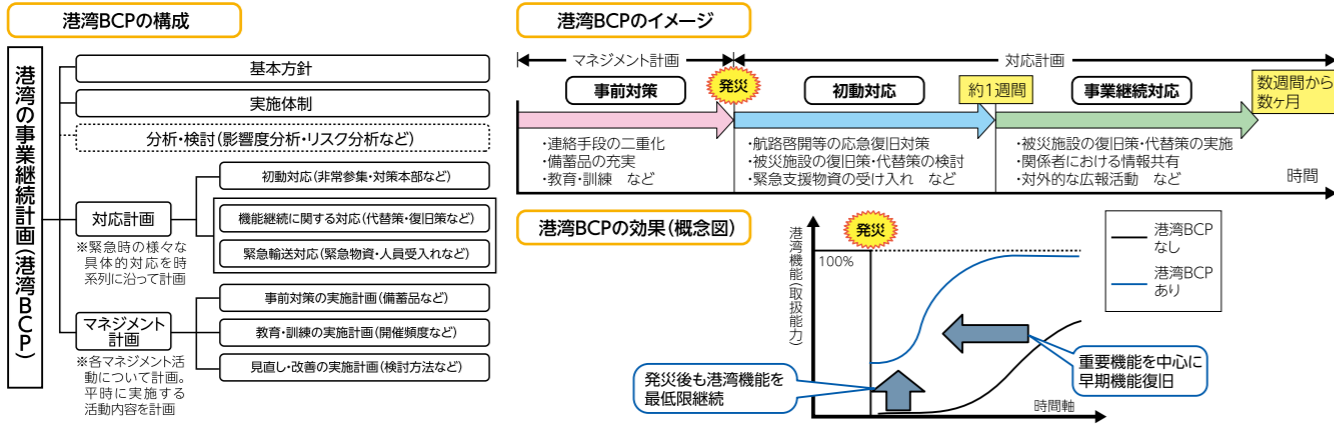 港湾BCPの構成
港湾の事業継続計画(港湾BCP)
基本方針
実施体制
分析・検討(影響度分析・リスク分析など)
対応計画
※緊急時の様々な
具体的対応を時
系列に沿って計画
初動対応(非常参集・対策本部など)
機能継続に関する対応(代替策・復旧策など)
緊急輸送対応(緊急物資・人員受入れなど)
マネジメント
計画
※各マネジメント活
動について計画。
平時に実施する
活動内容を計画
事前対策の実施計画(備蓄品など)
教育・訓練の実施計画(開催頻度など)
見直し・改善の実施計画(検討方法など)
港湾BCPのイメージ
マネジメント計画
対応計画
発災
事前対策
初動対応
約1週間
事業継続対応
数週間から
数ヶ月
・連絡手段の二重化
・備蓄品の充実
・教育・訓練 など
・航路啓開等の応急復旧対策
・被災施設の復旧策・代替策の検討
・緊急支援物資の受け入れ など
・被災施設の復旧策・代替策の実施
・関係者における情報共有
・対外的な広報活動 など
時間
港湾BCPの効果(概念図)
発災
港湾機能(取扱能力)
100%
港湾BCP
なし
港湾BCP
あり
発災後も港湾機能を
最低限継続
重要機能を中心に
早期機能復旧
時間軸